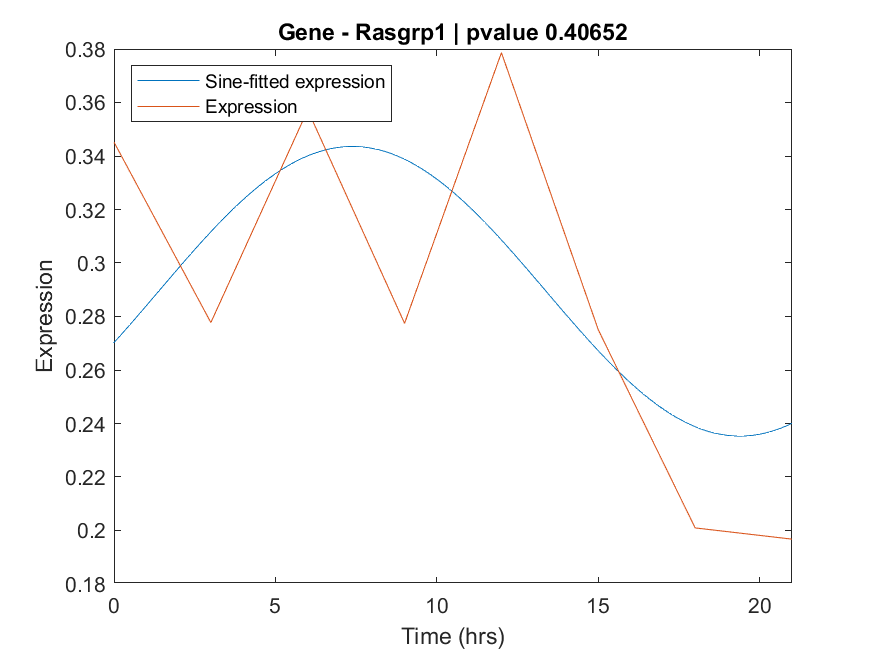 Gene - Rasgrp1 | pvalue 0.40652
Sine-fitted expression
Expression
0.38
0.36
0.34
0.32
0.3
0.28
0.26
0.24
0.22
0.2
0.18
Expression
0 5 10 15 20
Time (hrs)